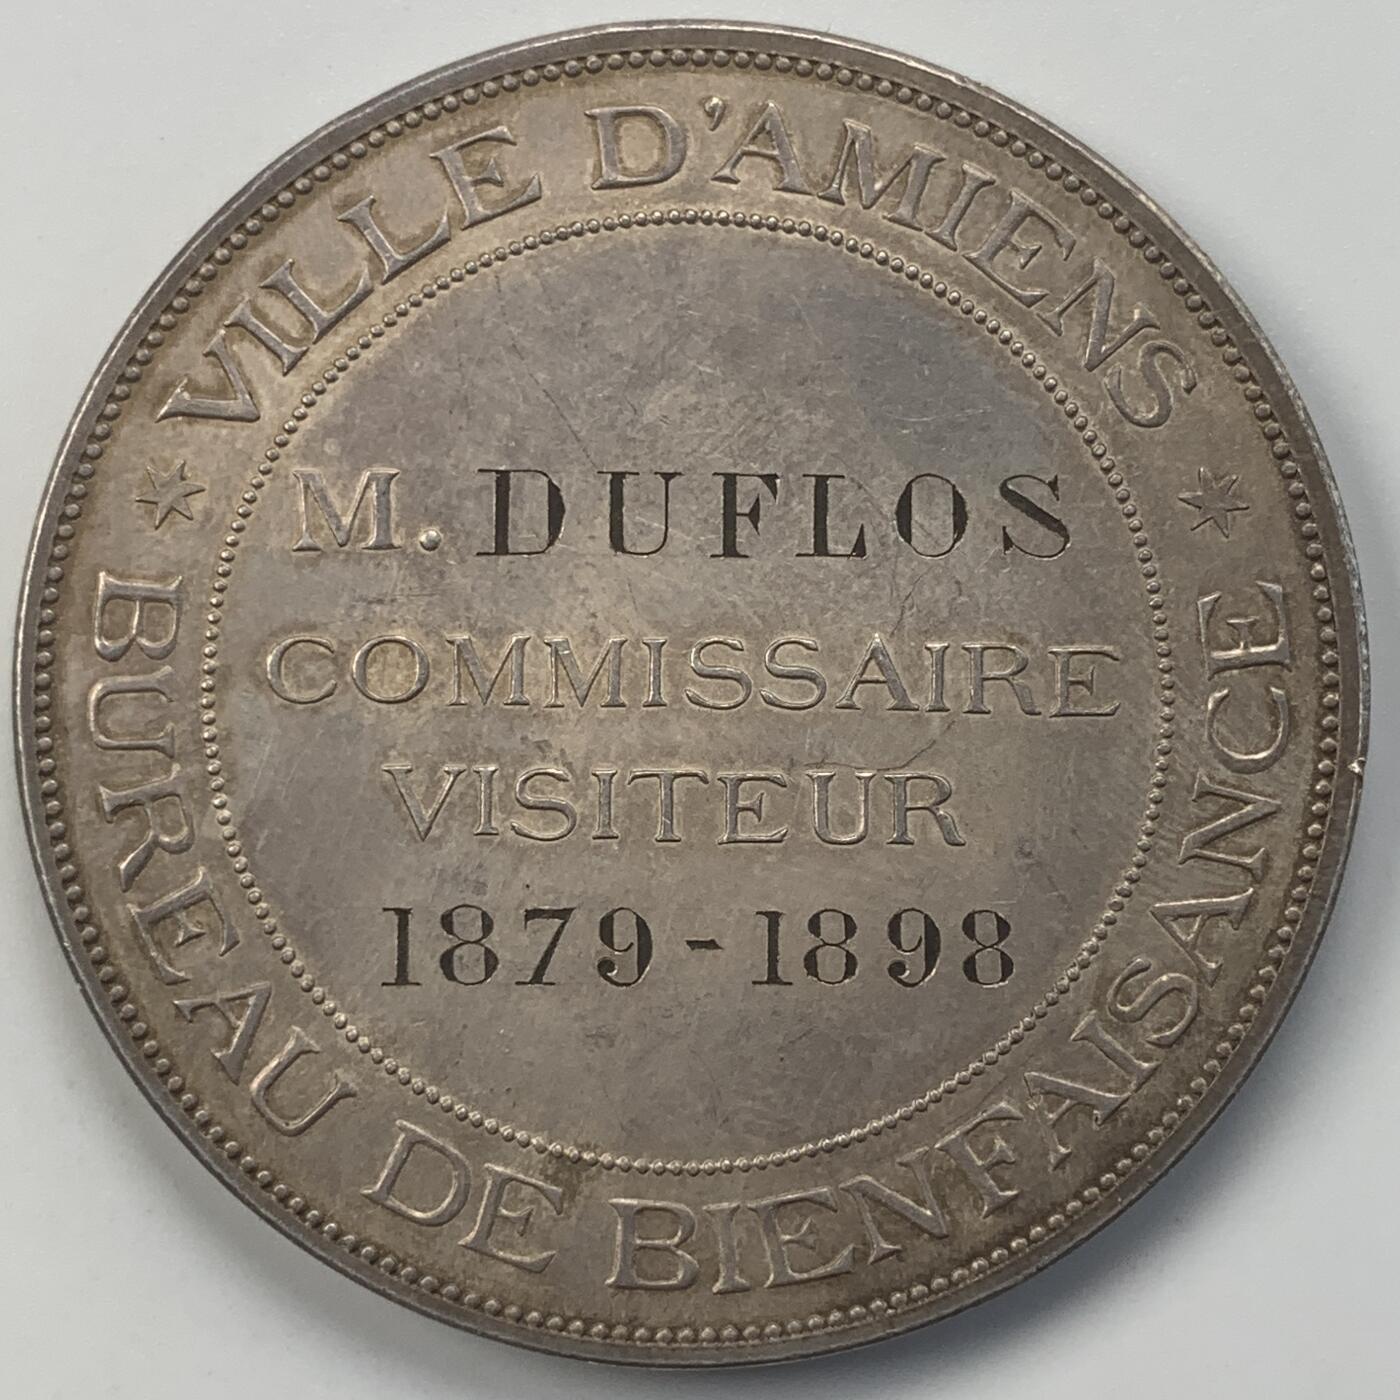 VILLE D'AMIENS
M. DUFLOS
COMMISSAIRE
VISITEUR
1879-1898
BUREAU DE BIENFAISANCE